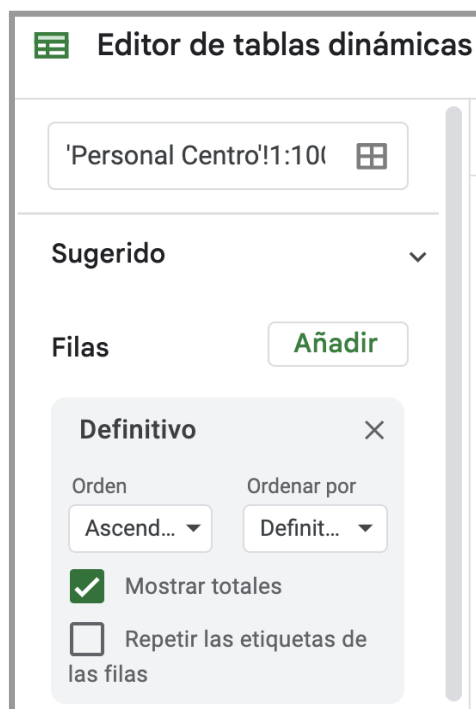 Editor de tablas dinámicas
'Personal Centro'!1:100
Sugerido
Filas
Añadir
Definitivo
Orden
Ordenar por
Ascend...
Definit...
Mostrar totales
Repetir las etiquetas de
las filas